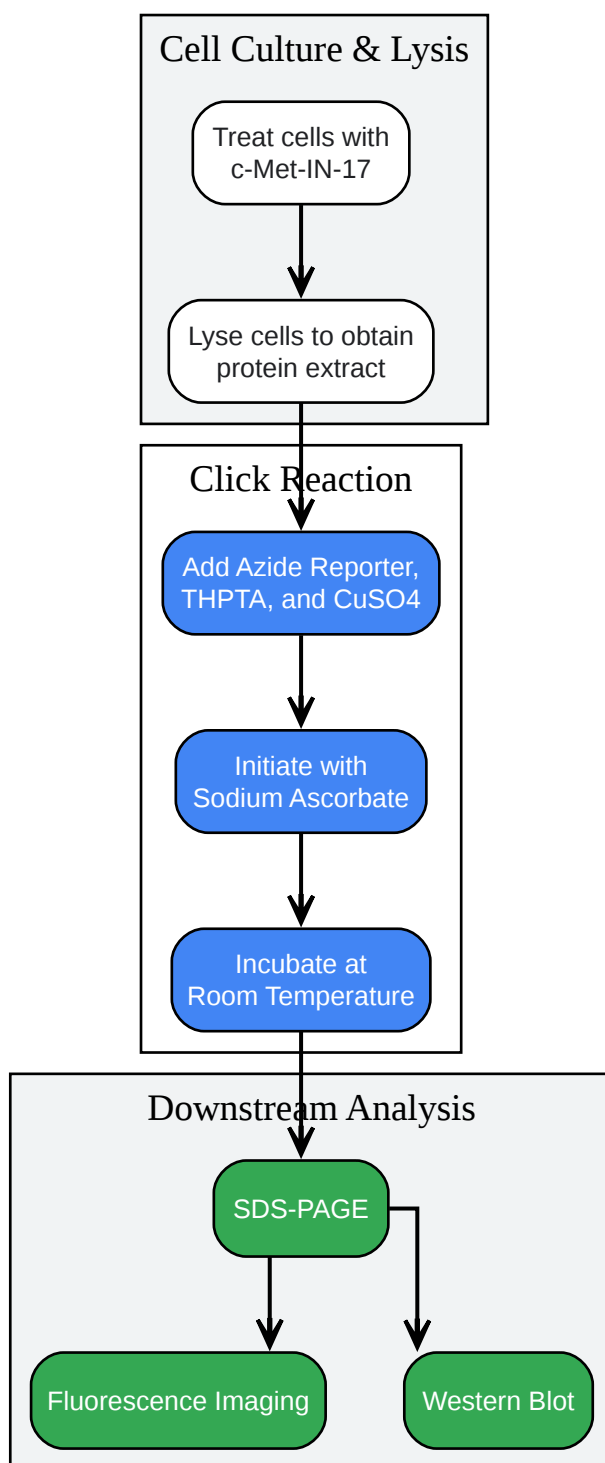 Cell Culture & Lysis
Treat cells with
c-Met-IN-17
Lyse cells to obtain
protein extract
Click Reaction
Add Azide Reporter,
THPTA, and CuSO4
Initiate with
Sodium Ascorbate
Incubate at
Room Temperature
Downstream Analysis
SDS-PAGE
Fluorescence Imaging
Western Blot